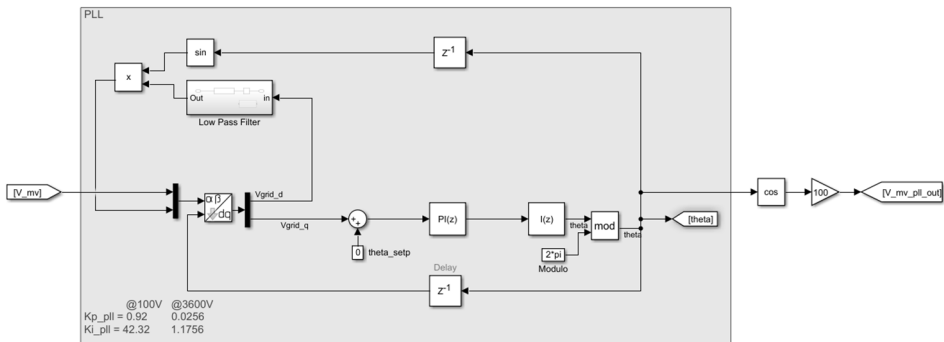 PLL
sin
Z-1
x
Out
in
Low Pass Filter
[V_mv]
αβ
dq
Vgrid_d
Vgrid_q
+
+
0
theta_setp
PI(z)
I(z)
theta
2*pi
Modulo
mod
theta
[theta]
cos
100
[V_mv_pll_out]
Delay
Z-1
@100V @3600V
Kp_pll = 0.92 0.0256
Ki_pll = 42.32 1.1756